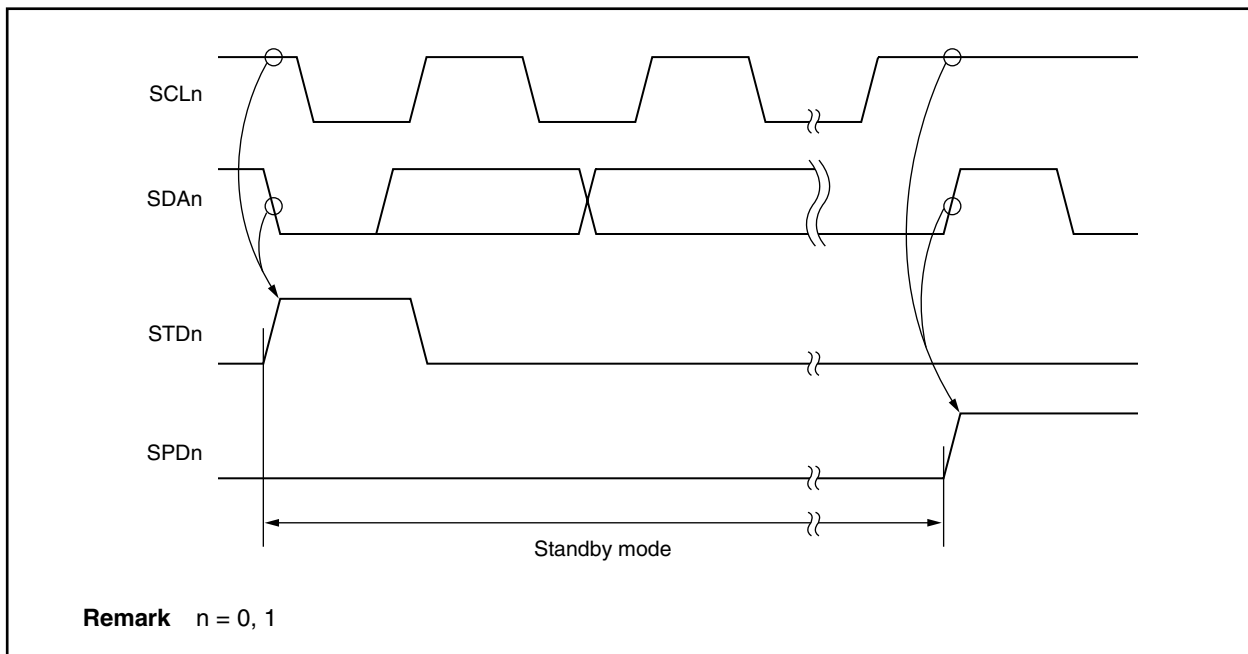 SCLn
SDAn
STDn
SPDn
Standby mode
Remark n = 0, 1